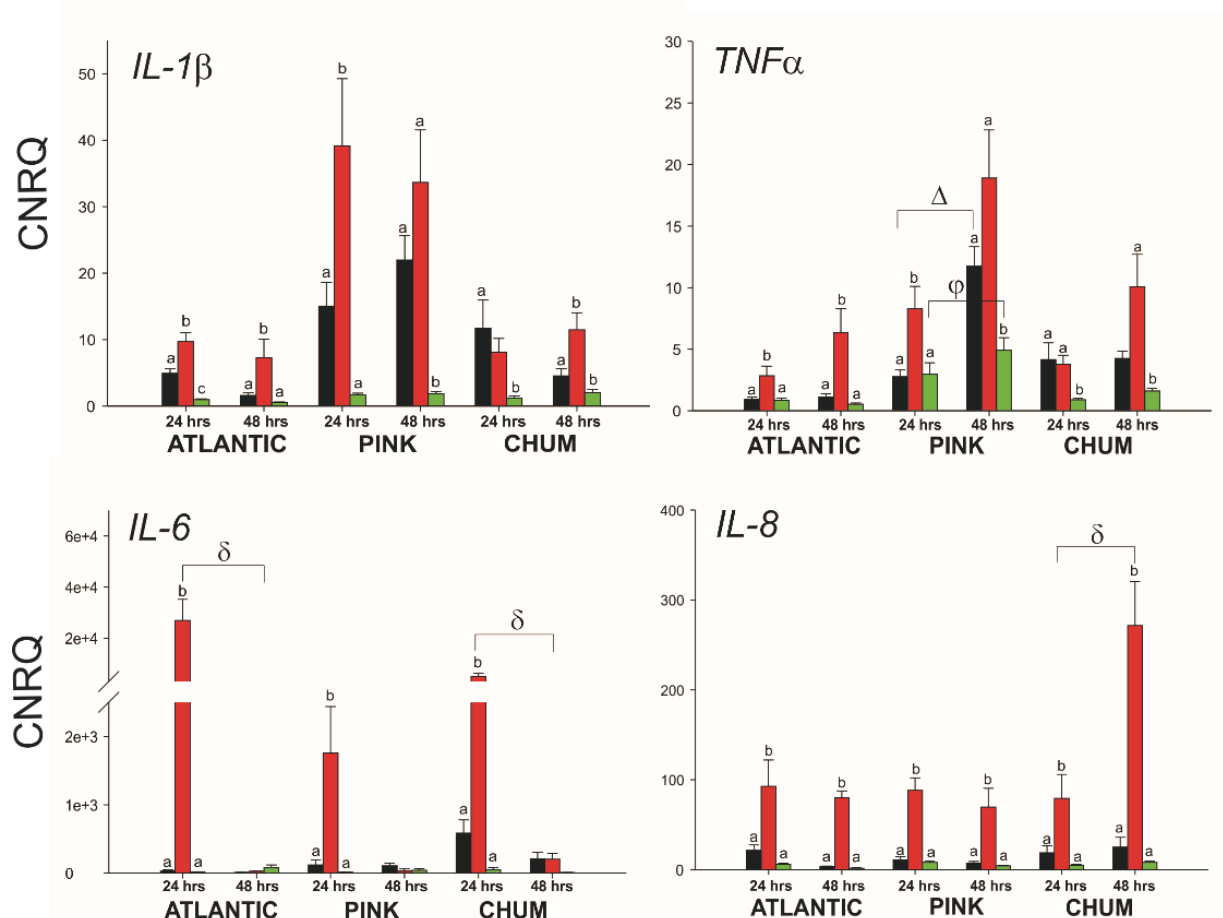 IL-1β
CNRQ
50
40
30
20
10
0
b
a
a
a
b
a
b
c
a
a
a
b
a
b
b
a
b
24 hrs 48 hrs 24 hrs 48 hrs 24 hrs 48 hrs
ATLANTIC PINK CHUM
TNFα
30
25
20
15
10
5
0
a
Δ
a
a
b
b
φ
b
a
b
a
a
a
a
a
a
a
b
b
24 hrs 48 hrs 24 hrs 48 hrs 24 hrs 48 hrs
ATLANTIC PINK CHUM
IL-6
CNRQ
6e+4
4e+4
2e+4
2e+3
1e+3
0
δ
b
δ
b
b
a
a
a
a
a
a
24 hrs 48 hrs 24 hrs 48 hrs 24 hrs 48 hrs
ATLANTIC PINK CHUM
IL-8
400
300
200
100
0
δ
b
b
b
b
b
b
a
a
a
a
a
a
a
a
a
a
a
a
24 hrs 48 hrs 24 hrs 48 hrs 24 hrs 48 hrs
ATLANTIC PINK CHUM